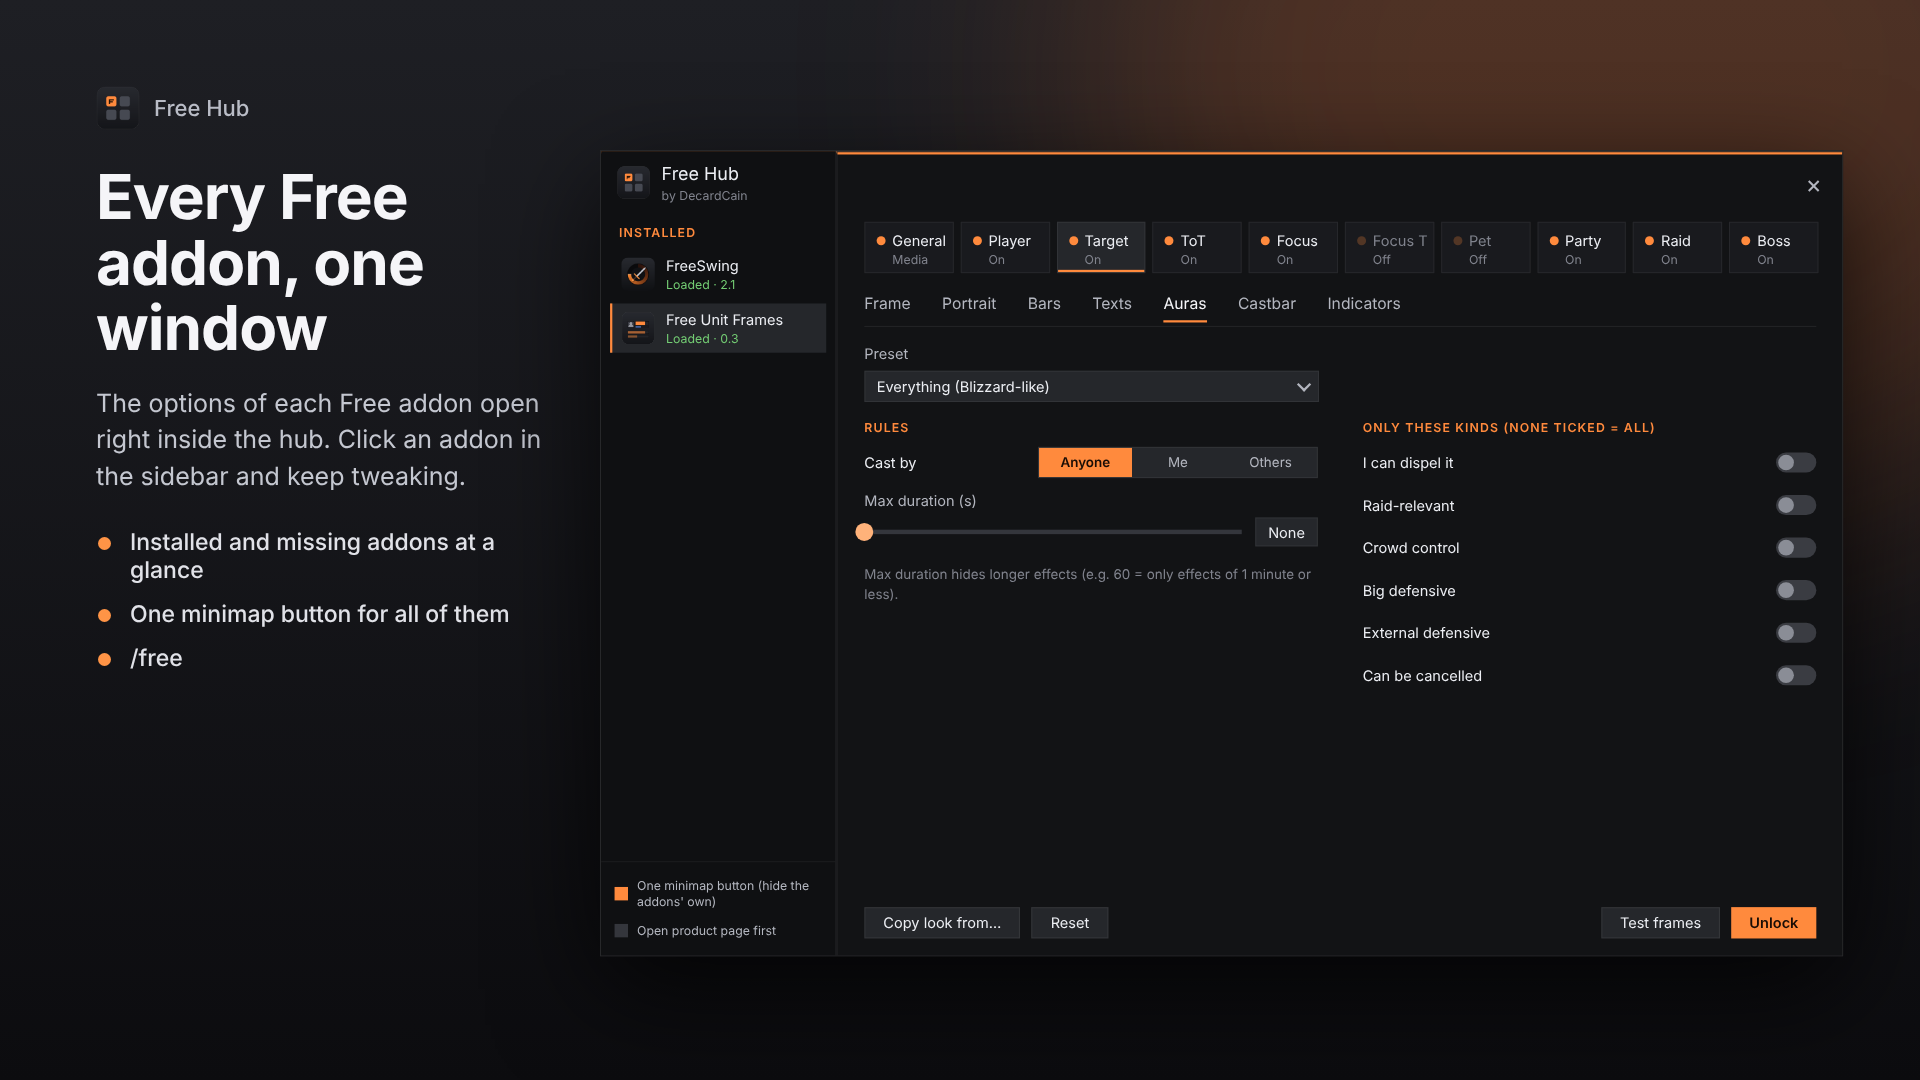 Free Hub
Every Free
addon, one
window
The options of each Free addon open
right inside the hub. Click an addon in
the sidebar and keep tweaking.
Installed and missing addons at a
glance
One minimap button for all of them
/free
Free Hub
by DecardCain
INSTALLED
FreeSwing
Loaded · 2.1
Free Unit Frames
Loaded · 0.3
One minimap button (hide the
addons' own)
Open product page first
×
General
Media
Player
On
Target
On
ToT
On
Focus
On
Focus T
Off
Pet
Off
Party
On
Raid
On
Boss
On
Frame Portrait Bars Texts Auras Castbar Indicators
Preset
Everything (Blizzard-like)
RULES
Cast by Anyone Me Others
Max duration (s)
None
Max duration hides longer effects (e.g. 60 = only effects of 1 minute or
less).
ONLY THESE KINDS (NONE TICKED = ALL)
I can dispel it
Raid-relevant
Crowd control
Big defensive
External defensive
Can be cancelled
Copy look from... Reset Test frames Unlock